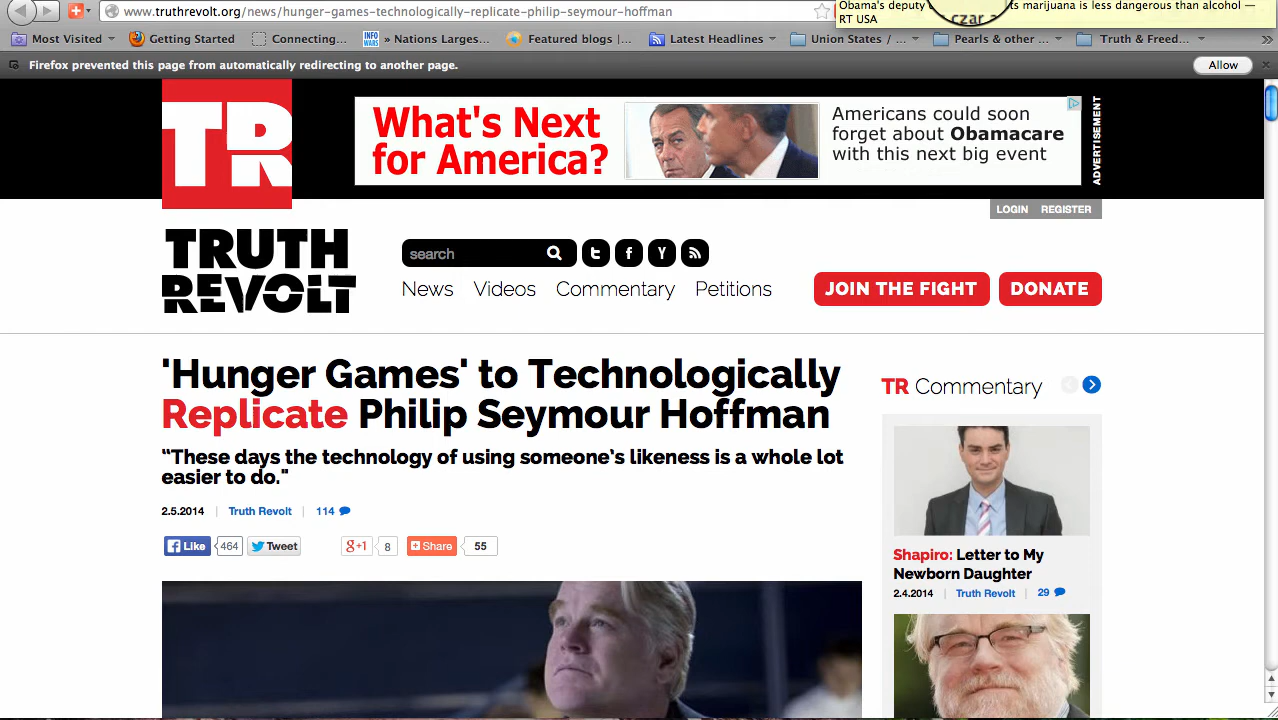 www.truthrevolt.org/news/hunger-games-technologically-replicate-philip-seymour-hoffman
Obama's deputy
ts marijuana is less dangerous than alcohol —
RT USA
czar a
Most Visited
Getting Started
Connecting...
INFO
WARS
» Nations Larges...
Featured blogs |...
Latest Headlines
Union States / ...
Pearls & other ...
Truth & Freed...
Firefox prevented this page from automatically redirecting to another page.
Allow
TR
What's Next
for America?
Americans could soon
forget about Obamacare
with this next big event
ADVERTISEMENT
LOGIN REGISTER
TRUTH
REVOLT
search
News Videos Commentary Petitions
JOIN THE FIGHT
DONATE
'Hunger Games' to Technologically
Replicate Philip Seymour Hoffman
“These days the technology of using someone’s likeness is a whole lot
easier to do."
2.5.2014 | Truth Revolt | 114
Like 464 Tweet g+1 8 Share 55
TR Commentary
Shapiro: Letter to My
Newborn Daughter
2.4.2014 | Truth Revolt | 29